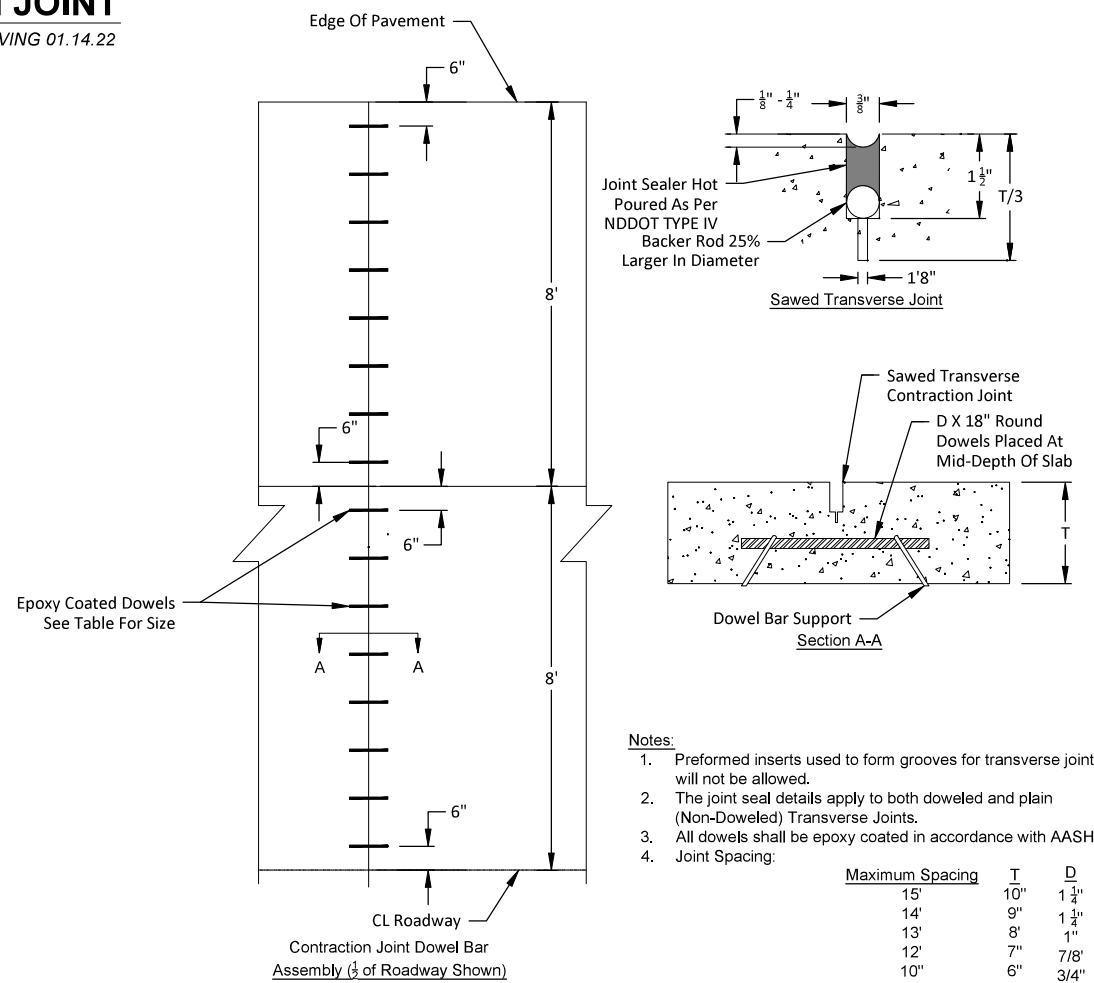 JOINT
VING 01.14.22
Edge Of Pavement
6"
8'
6"
6"
Epoxy Coated Dowels
See Table For Size
A A
8'
6"
CL Roadway
Contraction Joint Dowel Bar
Assembly (½ of Roadway Shown)
⅛" - ¼
⅜"
1 ½"
T/3
Joint Sealer Hot
Poured As Per
NDDOT TYPE IV
Backer Rod 25%
Larger In Diameter
1'8"
Sawed Transverse Joint
Sawed Transverse
Contraction Joint
D X 18" Round
Dowels Placed At
Mid-Depth Of Slab
T
Dowel Bar Support
Section A-A
Notes:
1. Preformed inserts used to form grooves for transverse joint
will not be allowed.
2. The joint seal details apply to both doweled and plain
(Non-Doweled) Transverse Joints.
3. All dowels shall be epoxy coated in accordance with AASH
4. Joint Spacing:
Maximum Spacing T D
15' 10" 1 ¼"
14' 9" 1 ¼"
13' 8' 1"
12' 7" 7/8'
10" 6" 3/4"